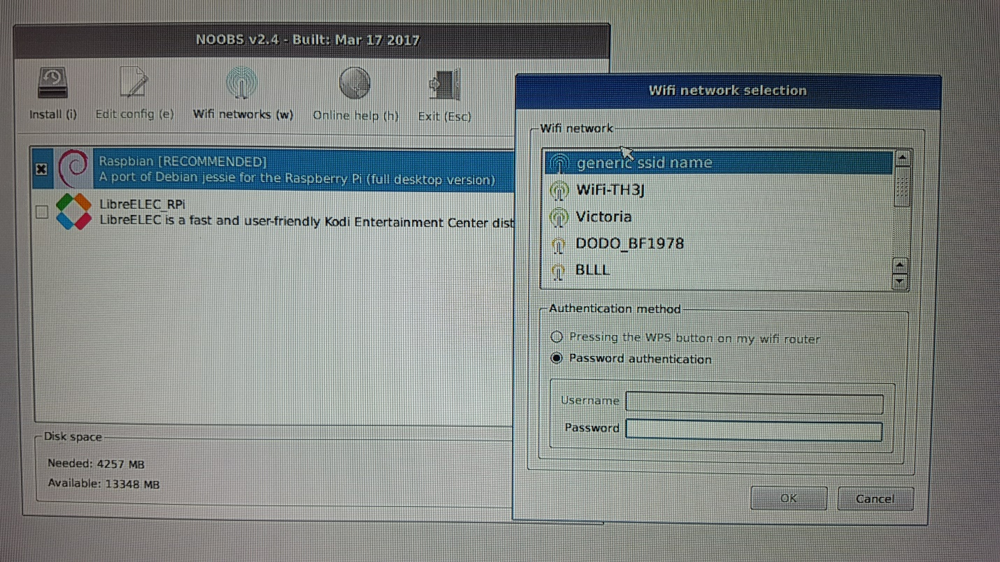 NOOBS v2.4 - Built: Mar 17 2017
Install (i)
Edit config (e)
Wifi networks (w)
Online help (h)
Exit (Esc)
Raspbian [RECOMMENDED]
A port of Debian jessie for the Raspberry Pi (full desktop version)
LibreELEC_RPi
LibreELEC is a fast and user-friendly Kodi Entertainment Center dist
Disk space
Needed: 4257 MB
Available: 13348 MB
Wifi network selection
Wifi network
generic ssid name
WiFi-TH3J
Victoria
DODO_BF1978
BLLL
Authentication method
Pressing the WPS button on my wifi router
Password authentication
Username
Password
OK
Cancel